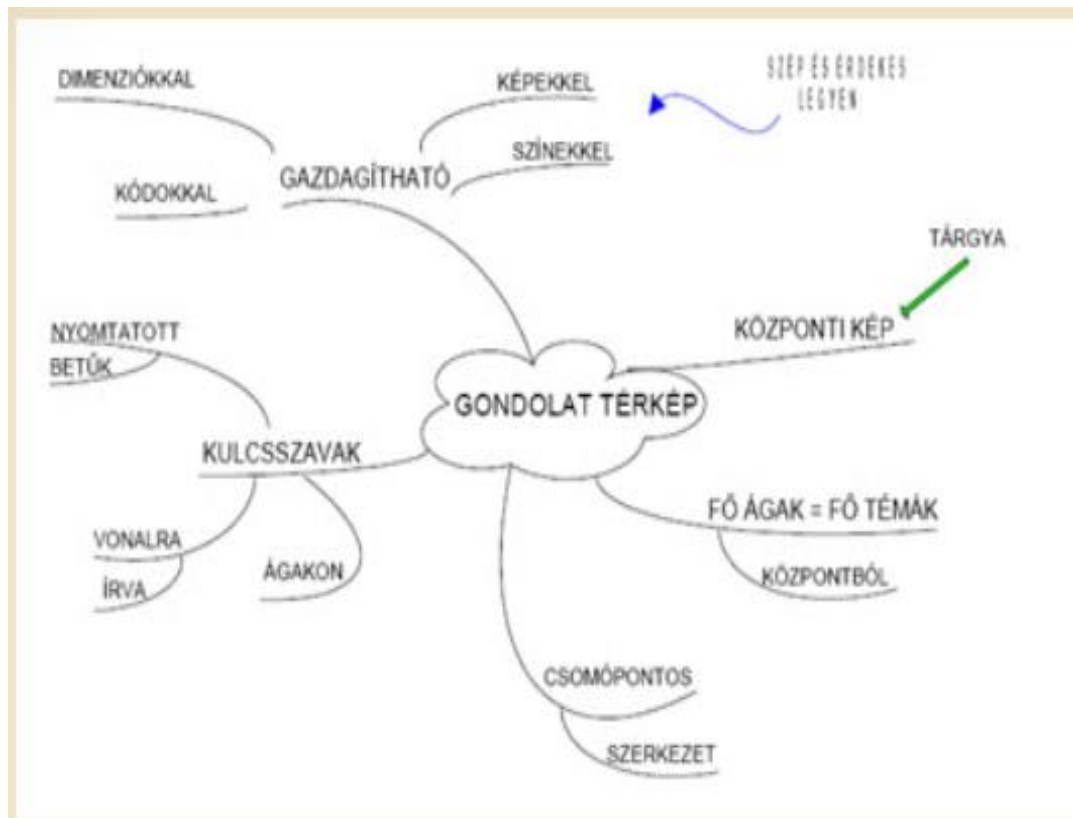 DIMENZIÓKKAL
KÉPEKKEL
SZÉP ÉS ÉRDEKES
LEGYEN
SZÍNEKKEL
GAZDAGÍTHATÓ
KÓDOKKAL
TÁRGYA
KÖZPONTI KÉP
NYOMTATOTT
BETŰK
GONDOLAT TÉRKÉP
KULCSSZAVAK
FŐ ÁGAK = FŐ TÉMÁK
VONALRA
ÍRVA
ÁGAKON
KÖZPONTBÓL
CSOMÓPONTOS
SZERKEZET